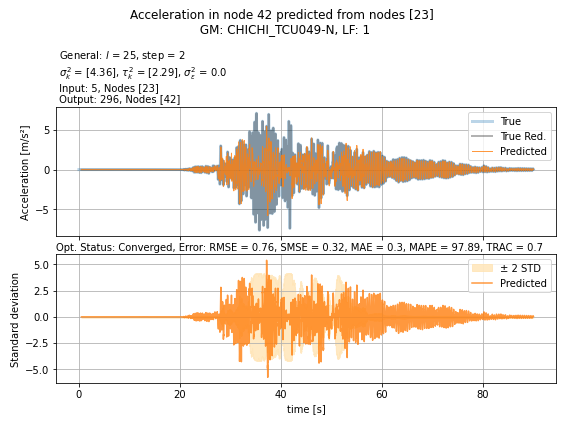 Acceleration in node 42 predicted from nodes [23]
GM: CHICHI_TCU049-N, LF: 1
General: l = 25, step = 2
σ²ₖ = [4.36], τ²ₖ = [2.29], σ²ε = 0.0
Input: 5, Nodes [23]
Output: 296, Nodes [42]
Acceleration [m/s²]
5
0
−5
True
True Red.
Predicted
Opt. Status: Converged, Error: RMSE = 0.76, SMSE = 0.32, MAE = 0.3, MAPE = 97.89, TRAC = 0.7
Standard deviation
5.0
2.5
0.0
−2.5
−5.0
± 2 STD
Predicted
0 20 40 60 80
time [s]